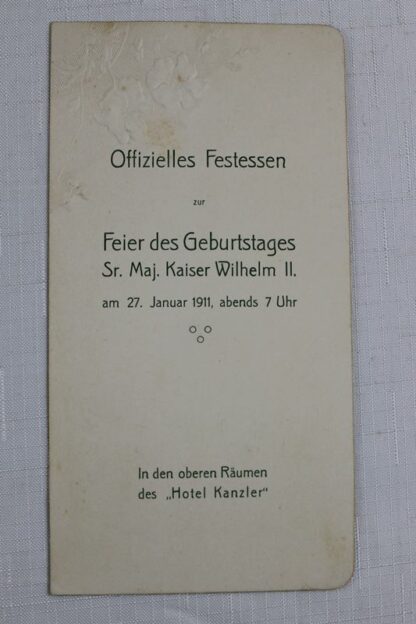 Offizielles Festessen
zur
Feier des Geburtstages
Sr. Maj. Kaiser Wilhelm II.
am 27. Januar 1911, abends 7 Uhr
In den oberen Räumen
des „Hotel Kanzler"